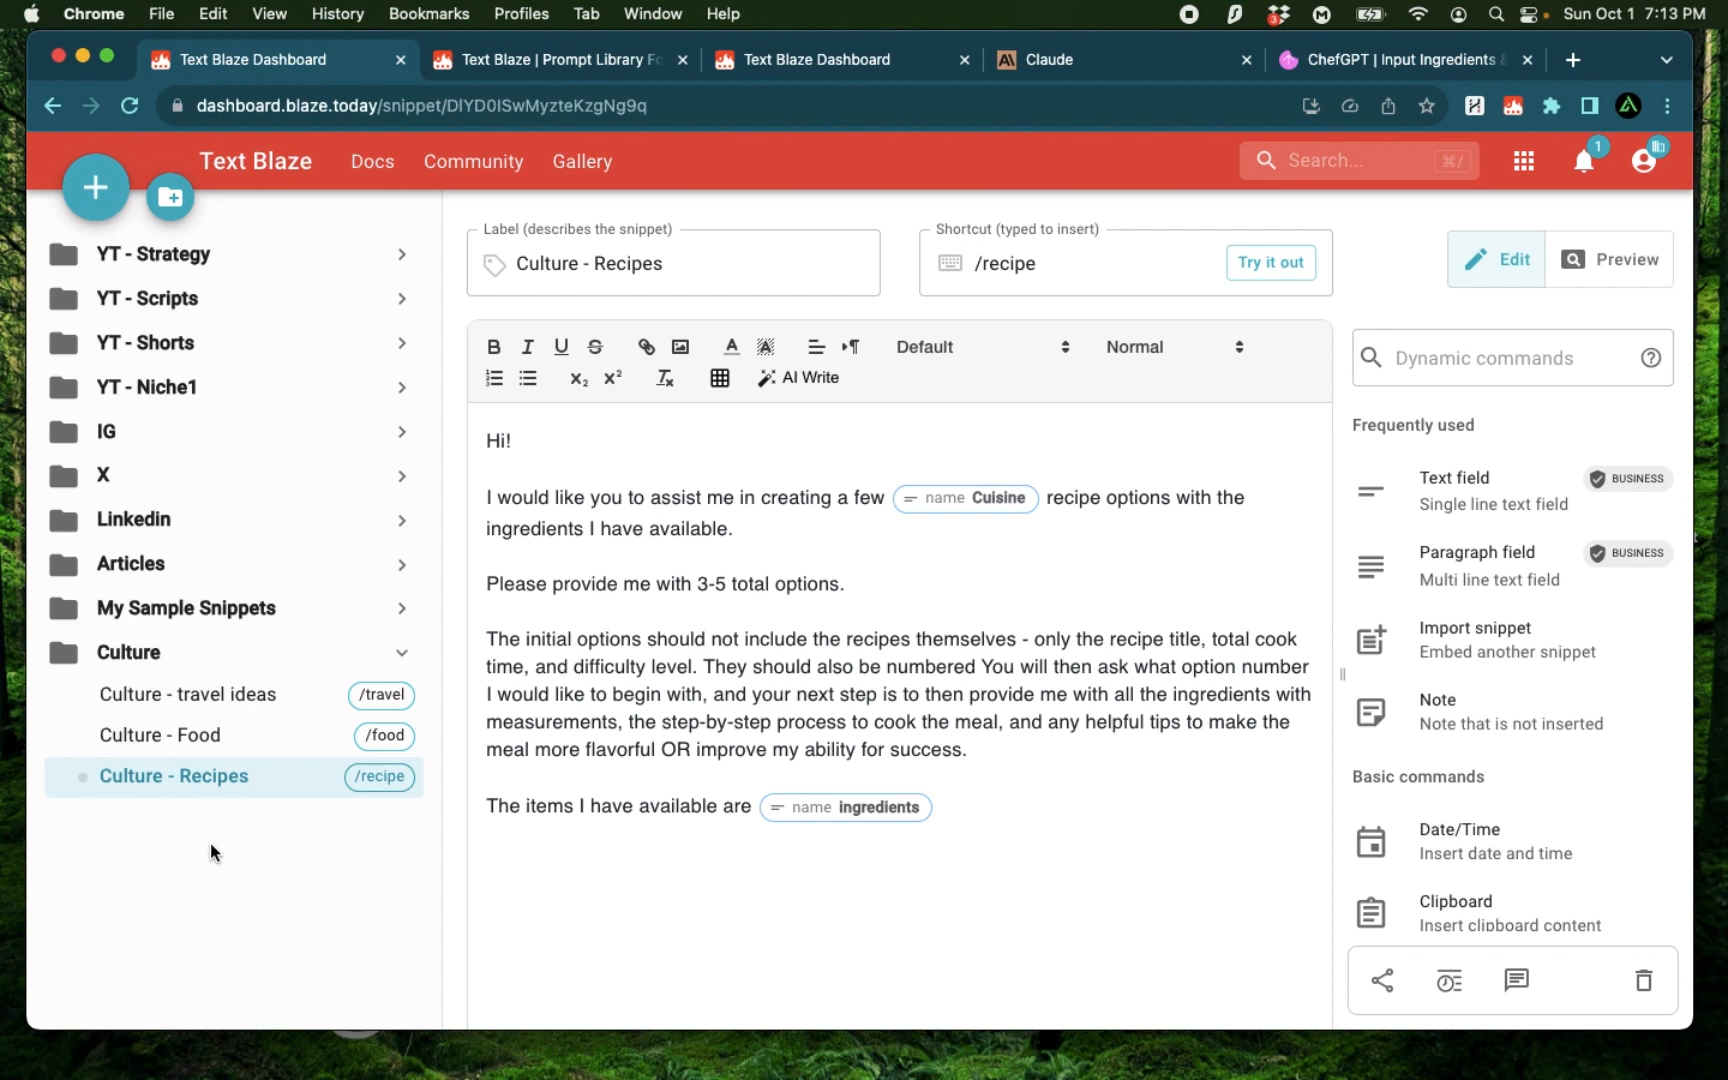 Chrome File Edit View History Bookmarks Profiles Tab Window Help
3
Sun Oct 1 7:13 PM
Text Blaze Dashboard
Text Blaze | Prompt Library Fo
Text Blaze Dashboard
Claude
ChefGPT | Input Ingredients &
dashboard.blaze.today/snippet/DIYD0ISwMyzteKzgNg9q
Text Blaze Docs Community Gallery
Search... ⌘/
1
YT - Strategy
YT - Scripts
YT - Shorts
YT - Niche1
IG
X
Linkedin
Articles
My Sample Snippets
Culture
Culture - travel ideas /travel
Culture - Food /food
Culture - Recipes /recipe
Label (describes the snippet)
Culture - Recipes
Shortcut (typed to insert)
/recipe Try it out
Edit Preview
Default Normal
AI Write
Hi!
I would like you to assist me in creating a few = name Cuisine recipe options with the
ingredients I have available.
Please provide me with 3-5 total options.
The initial options should not include the recipes themselves - only the recipe title, total cook
time, and difficulty level. They should also be numbered You will then ask what option number
I would like to begin with, and your next step is to then provide me with all the ingredients with
measurements, the step-by-step process to cook the meal, and any helpful tips to make the
meal more flavorful OR improve my ability for success.
The items I have available are = name ingredients
Dynamic commands
Frequently used
Text field BUSINESS
Single line text field
Paragraph field BUSINESS
Multi line text field
Import snippet
Embed another snippet
Note
Note that is not inserted
Basic commands
Date/Time
Insert date and time
Clipboard
Insert clipboard content